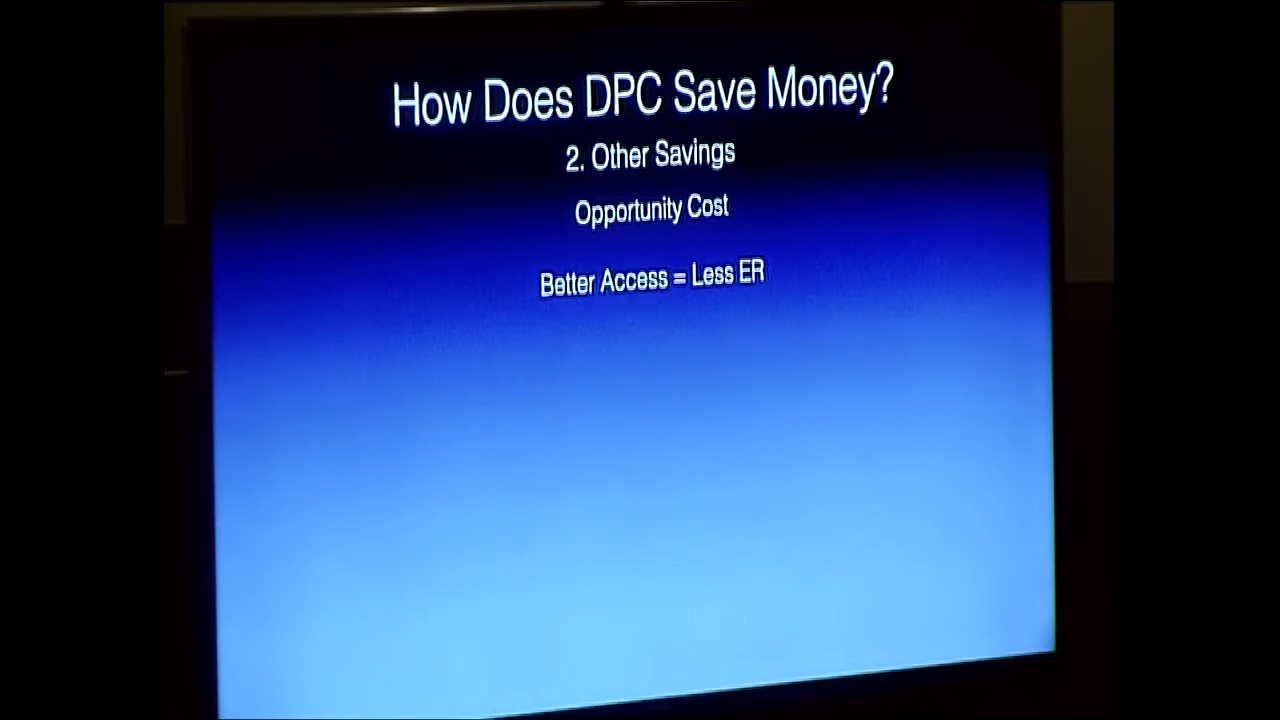 How Does DPC Save Money?
2. Other Savings
Opportunity Cost
Better Access = Less ER